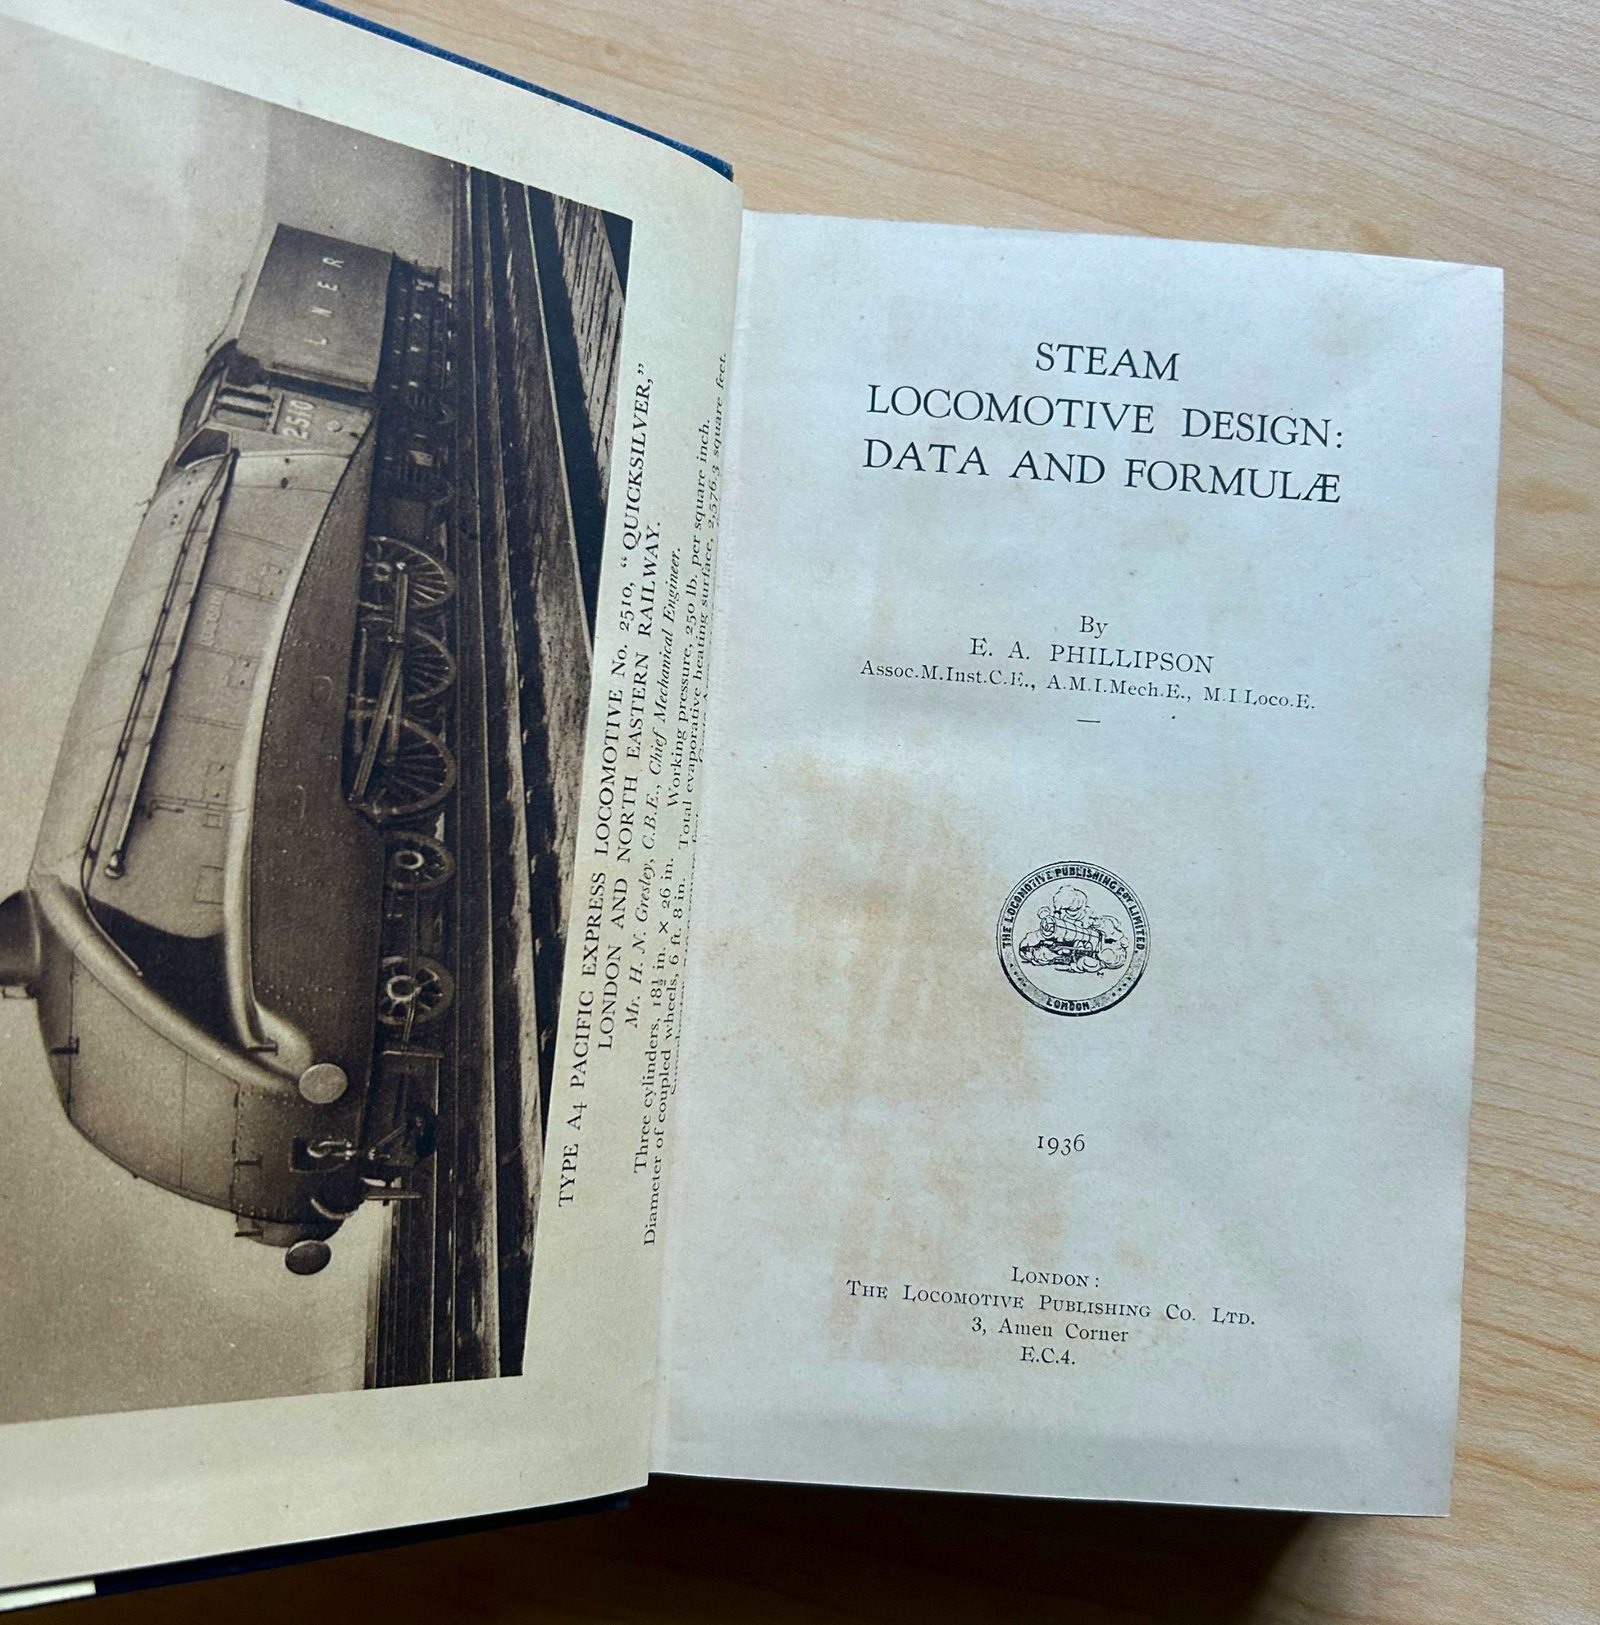 L N E R
2510
TYPE A4 PACIFIC EXPRESS LOCOMOTIVE No. 2510, “QUICKSILVER,”
LONDON AND NORTH EASTERN RAILWAY.
Mr. H. N. Gresley, C.B.E., Chief Mechanical Engineer.
Three cylinders, 18½ in. × 26 in. Working pressure, 250 lb. per square inch.
Diameter of coupled wheels, 6 ft. 8 in. Total evaporative heating surface, 2,576.3 square feet.
STEAM
LOCOMOTIVE DESIGN:
DATA AND FORMULÆ
By
E. A. PHILLIPSON
Assoc.M.Inst.C.E., A.M.I.Mech.E., M.I.Loco.E.
THE LOCOMOTIVE PUBLISHING COY LIMITED.
LONDON
1936
London:
The Locomotive Publishing Co. Ltd.
3, Amen Corner
E.C.4.